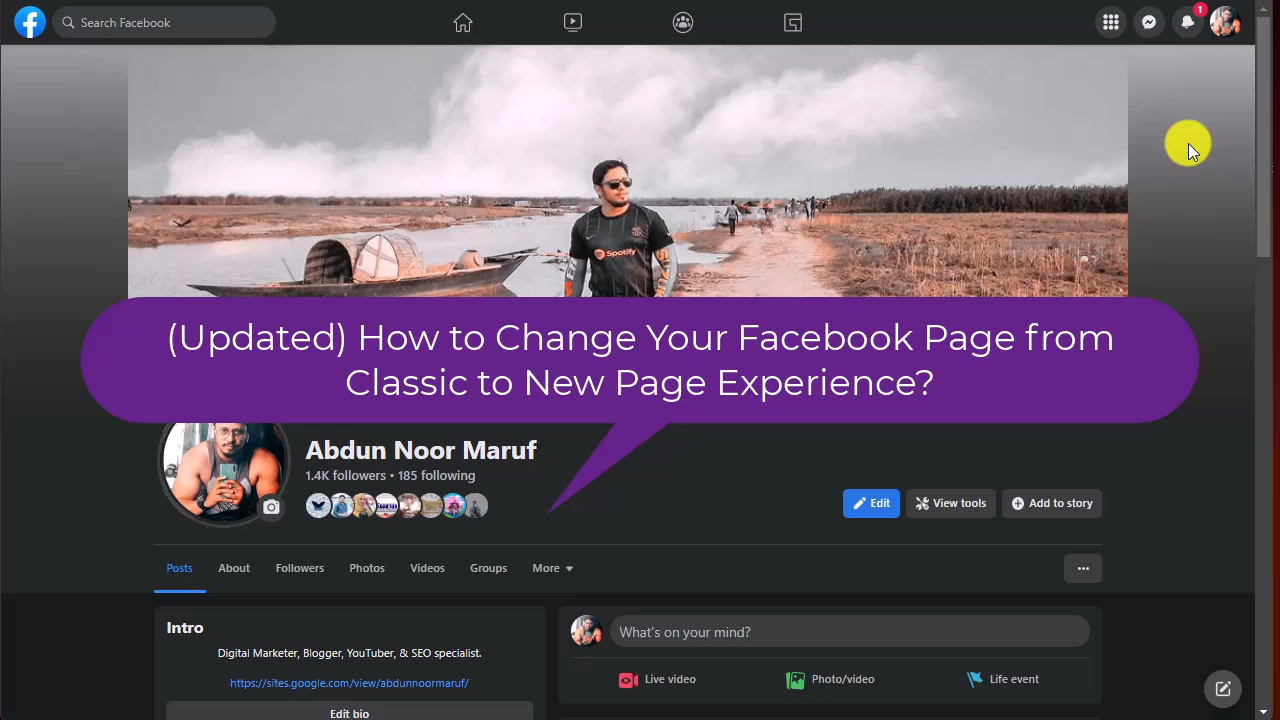 Search Facebook
1
Spotify
(Updated) How to Change Your Facebook Page from
Classic to New Page Experience?
Abdun Noor Maruf
1.4K followers • 185 following
Edit
View tools
Add to story
Posts
About
Followers
Photos
Videos
Groups
More
Intro
Digital Marketer, Blogger, YouTuber, & SEO specialist.
https://sites.google.com/view/abdunnoormaruf/
Edit bio
What's on your mind?
Live video
Photo/video
Life event